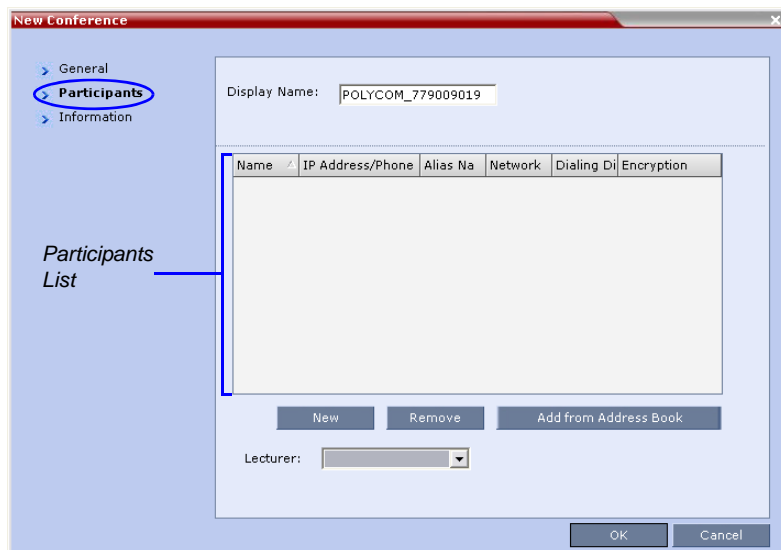 New Conference
General
Participants
Information
Display Name: POLYCOM_779009019
Name IP Address/Phone Alias Na Network Dialing Di Encryption
Participants
List
New Remove Add from Address Book
Lecturer:
OK Cancel